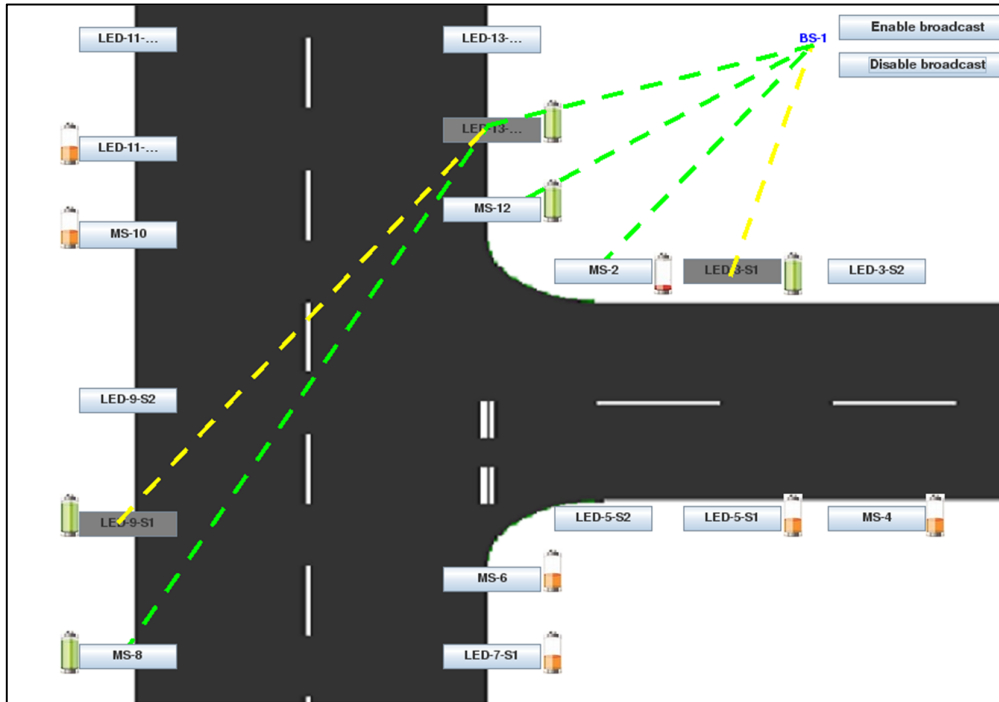 LED-11-...
LED-13-...
BS-1
Enable broadcast
Disable broadcast
LED-13-...
LED-11-...
MS-12
MS-10
MS-2
LED-3-S1
LED-3-S2
LED-9-S2
LED-9-S1
LED-5-S2
LED-5-S1
MS-4
MS-6
MS-8
LED-7-S1